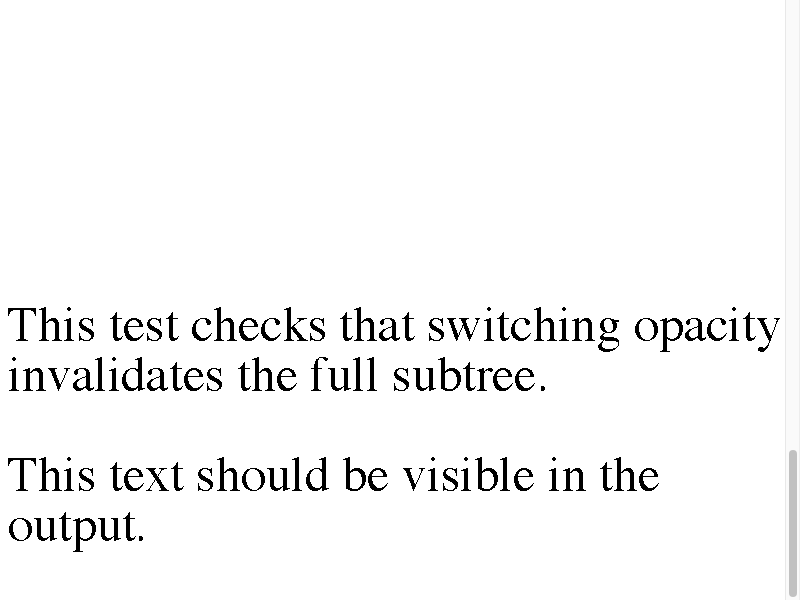 This test checks that switching opacity
invalidates the full subtree.
This text should be visible in the
output.